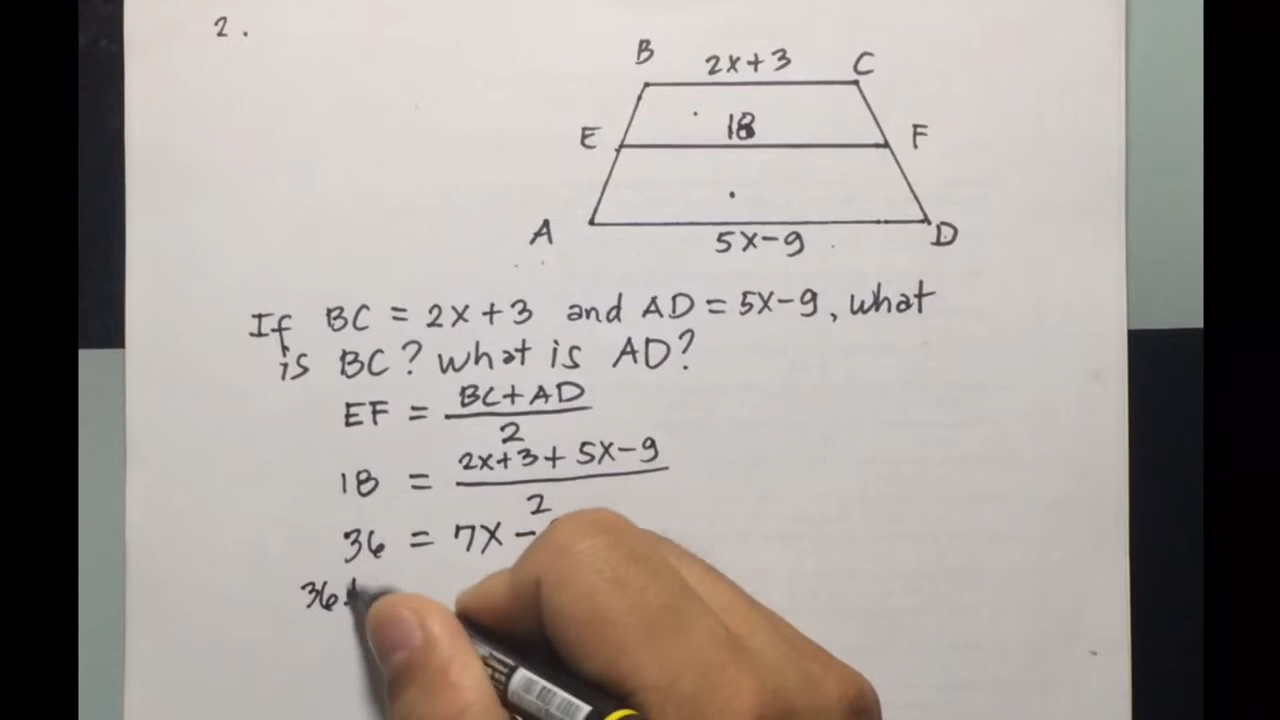 2.
B 2x+3 C
E 18 F
A 5x-9 D
If BC = 2x+3 and AD = 5x-9, what
is BC? what is AD?
EF = BC+AD
2
18 = 2x+3+5x-9
2
36 = 7x-
36